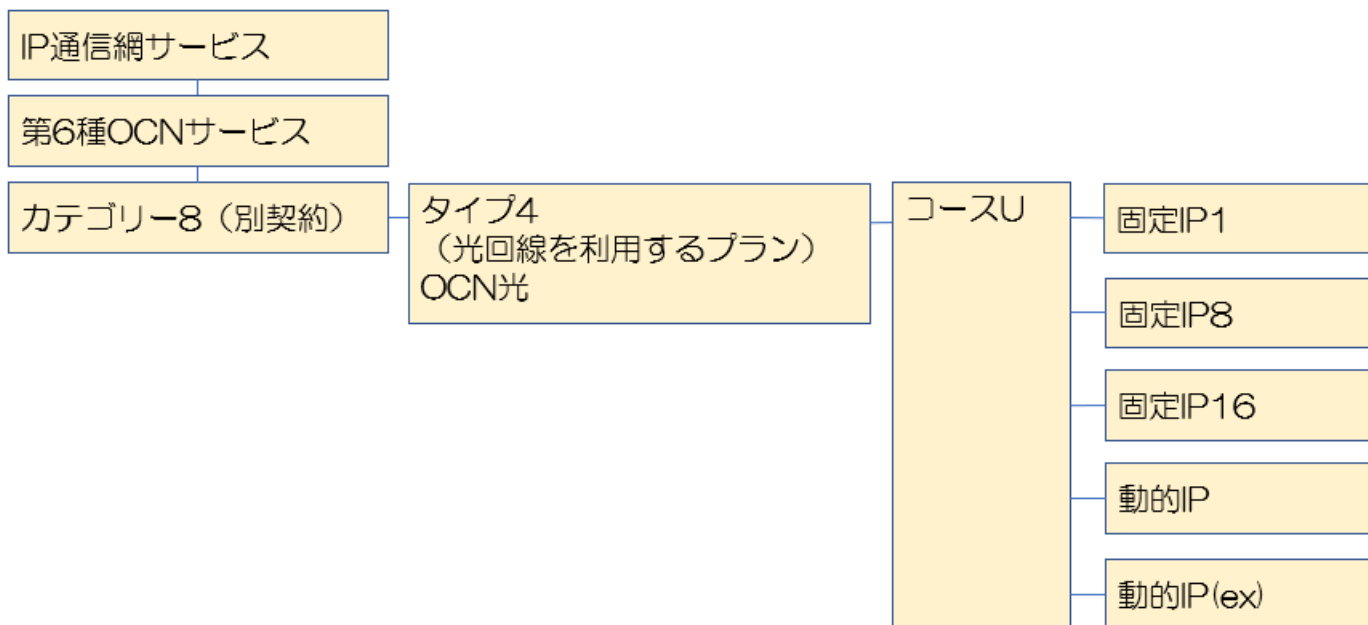 IP通信網サービス
第6種OCNサービス
カテゴリー8（別契約）
タイプ4
（光回線を利用するプラン）
OCN光
コースU
固定IP1
固定IP8
固定IP16
動的IP
動的IP(ex)